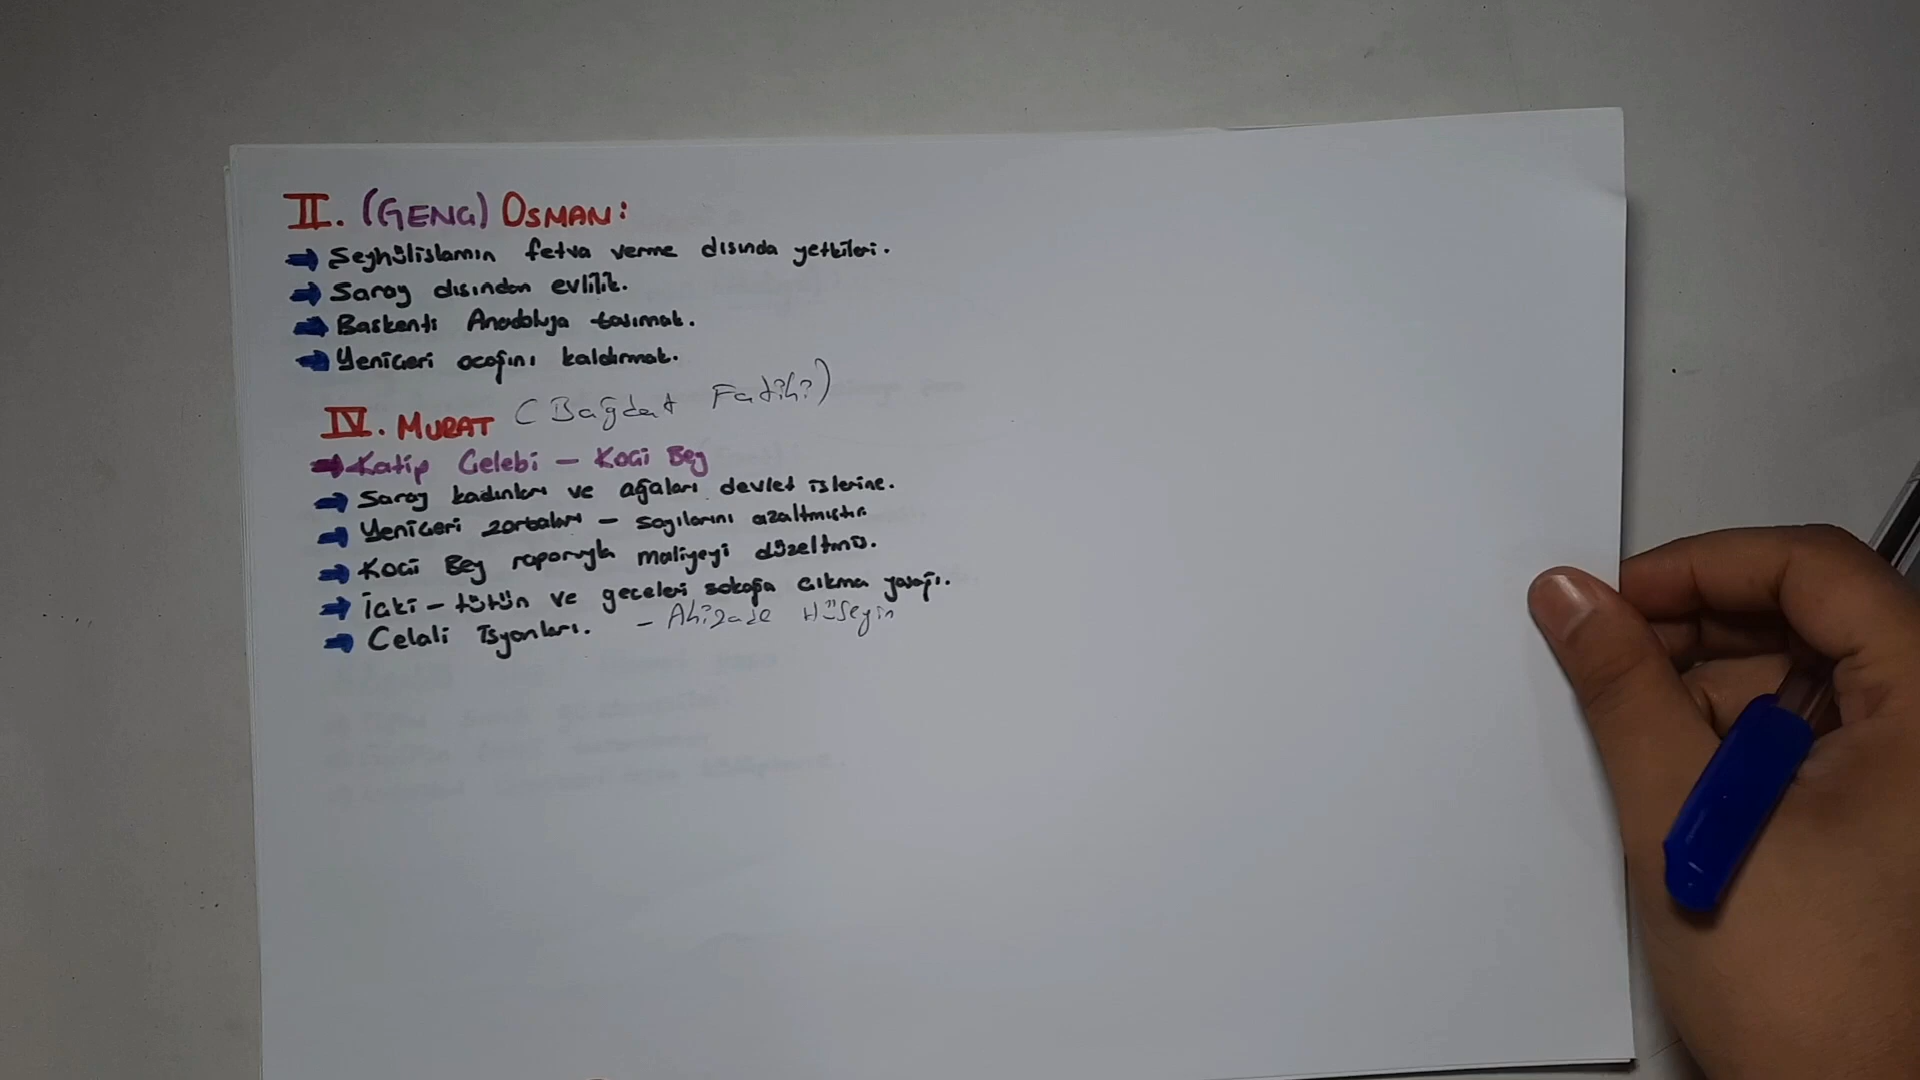 II. (GENÇ) OSMAN:
→ Şeyhülislamın fetva verme dışında yetkileri.
→ Saray dışından evlilik.
→ Başkenti Anadoluya taşımak.
→ Yeniçeri ocağını kaldırmak.
IV. MURAT (Bağdat Fatihi)
→ Katip Çelebi – Koçi Bey
→ Saray kadınları ve ağaları devlet işlerine.
→ Yeniçeri zorbaları – sayılarını azaltmıştır
→ Koçi Bey raporuyla maliyeyi düzeltmiş.
→ İçki – tütün ve geceleri sokağa çıkma yasağı.
→ Celali İsyanları. – Ahizade Hüseyin